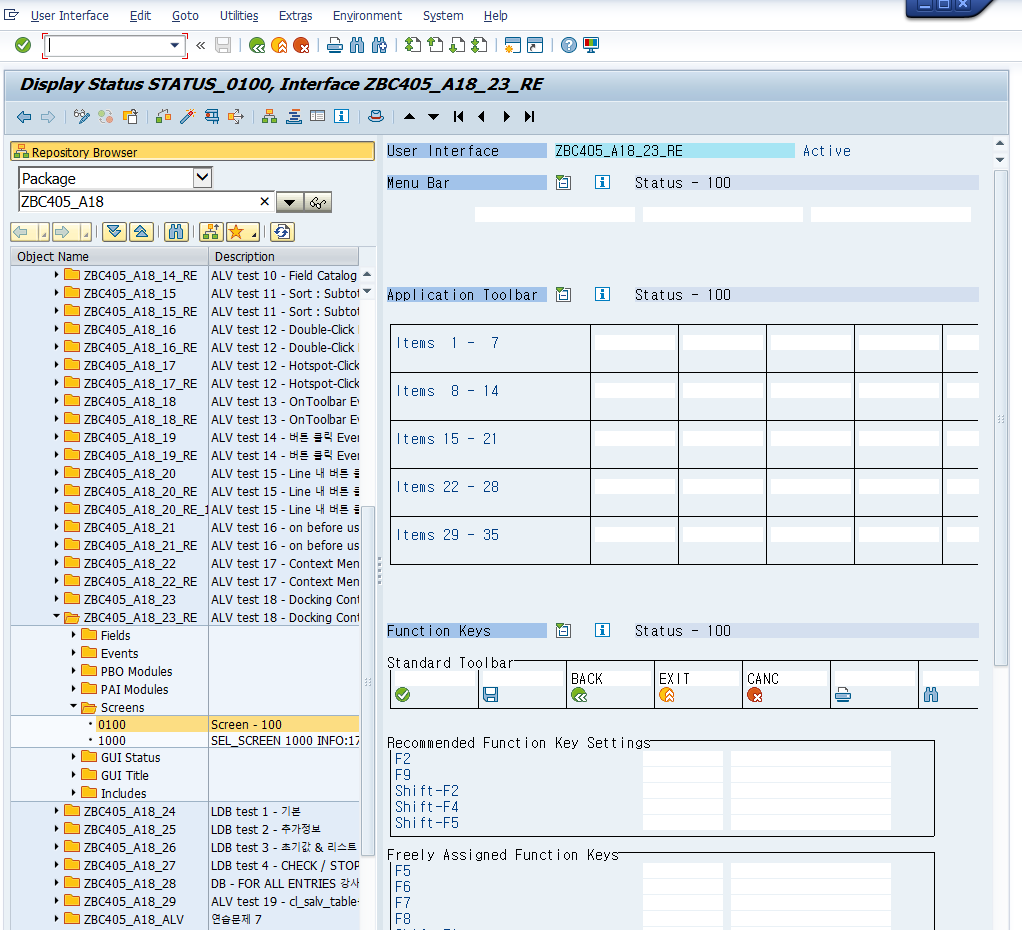 User Interface Edit Goto Utilities Extras Environment System Help
Display Status STATUS_0100, Interface ZBC405_A18_23_RE
Repository Browser
Package
ZBC405_A18
Object Name Description
ZBC405_A18_14_RE ALV test 10 - Field Catalog
ZBC405_A18_15 ALV test 11 - Sort : Subtot
ZBC405_A18_15_RE ALV test 11 - Sort : Subtot
ZBC405_A18_16 ALV test 12 - Double-Click
ZBC405_A18_16_RE ALV test 12 - Double-Click
ZBC405_A18_17 ALV test 12 - Hotspot-Click
ZBC405_A18_17_RE ALV test 12 - Hotspot-Click
ZBC405_A18_18 ALV test 13 - OnToolbar Ev
ZBC405_A18_18_RE ALV test 13 - OnToolbar Ev
ZBC405_A18_19 ALV test 14 - 버튼 클릭 Even
ZBC405_A18_19_RE ALV test 14 - 버튼 클릭 Even
ZBC405_A18_20 ALV test 15 - Line 내 버튼 클
ZBC405_A18_20_RE ALV test 15 - Line 내 버튼 클
ZBC405_A18_20_RE_1 ALV test 15 - Line 내 버튼 클
ZBC405_A18_21 ALV test 16 - on before us
ZBC405_A18_21_RE ALV test 16 - on before us
ZBC405_A18_22 ALV test 17 - Context Men
ZBC405_A18_22_RE ALV test 17 - Context Men
ZBC405_A18_23 ALV test 18 - Docking Cont
ZBC405_A18_23_RE ALV test 18 - Docking Cont
Fields
Events
PBO Modules
PAI Modules
Screens
0100 Screen - 100
1000 SEL_SCREEN 1000 INFO:17
GUI Status
GUI Title
Includes
ZBC405_A18_24 LDB test 1 - 기본
ZBC405_A18_25 LDB test 2 - 추가정보
ZBC405_A18_26 LDB test 3 - 초기값 & 리스트
ZBC405_A18_27 LDB test 4 - CHECK / STOP
ZBC405_A18_28 DB - FOR ALL ENTRIES 강사
ZBC405_A18_29 ALV test 19 - cl_salv_table
ZBC405_A18_ALV 연습문제 7
User Interface ZBC405_A18_23_RE Active
Menu Bar Status - 100
Application Toolbar Status - 100
Items 1 - 7
Items 8 - 14
Items 15 - 21
Items 22 - 28
Items 29 - 35
Function Keys Status - 100
Standard Toolbar
BACK EXIT CANC
Recommended Function Key Settings
F2
F9
Shift-F2
Shift-F4
Shift-F5
Freely Assigned Function Keys
F5
F6
F7
F8